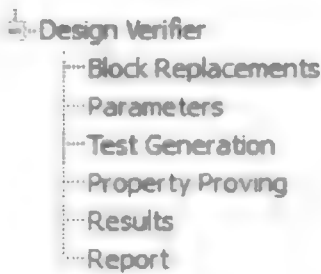 Design Verifier
Block Replacements
Parameters
Test Generation
Property Proving
Results
Report